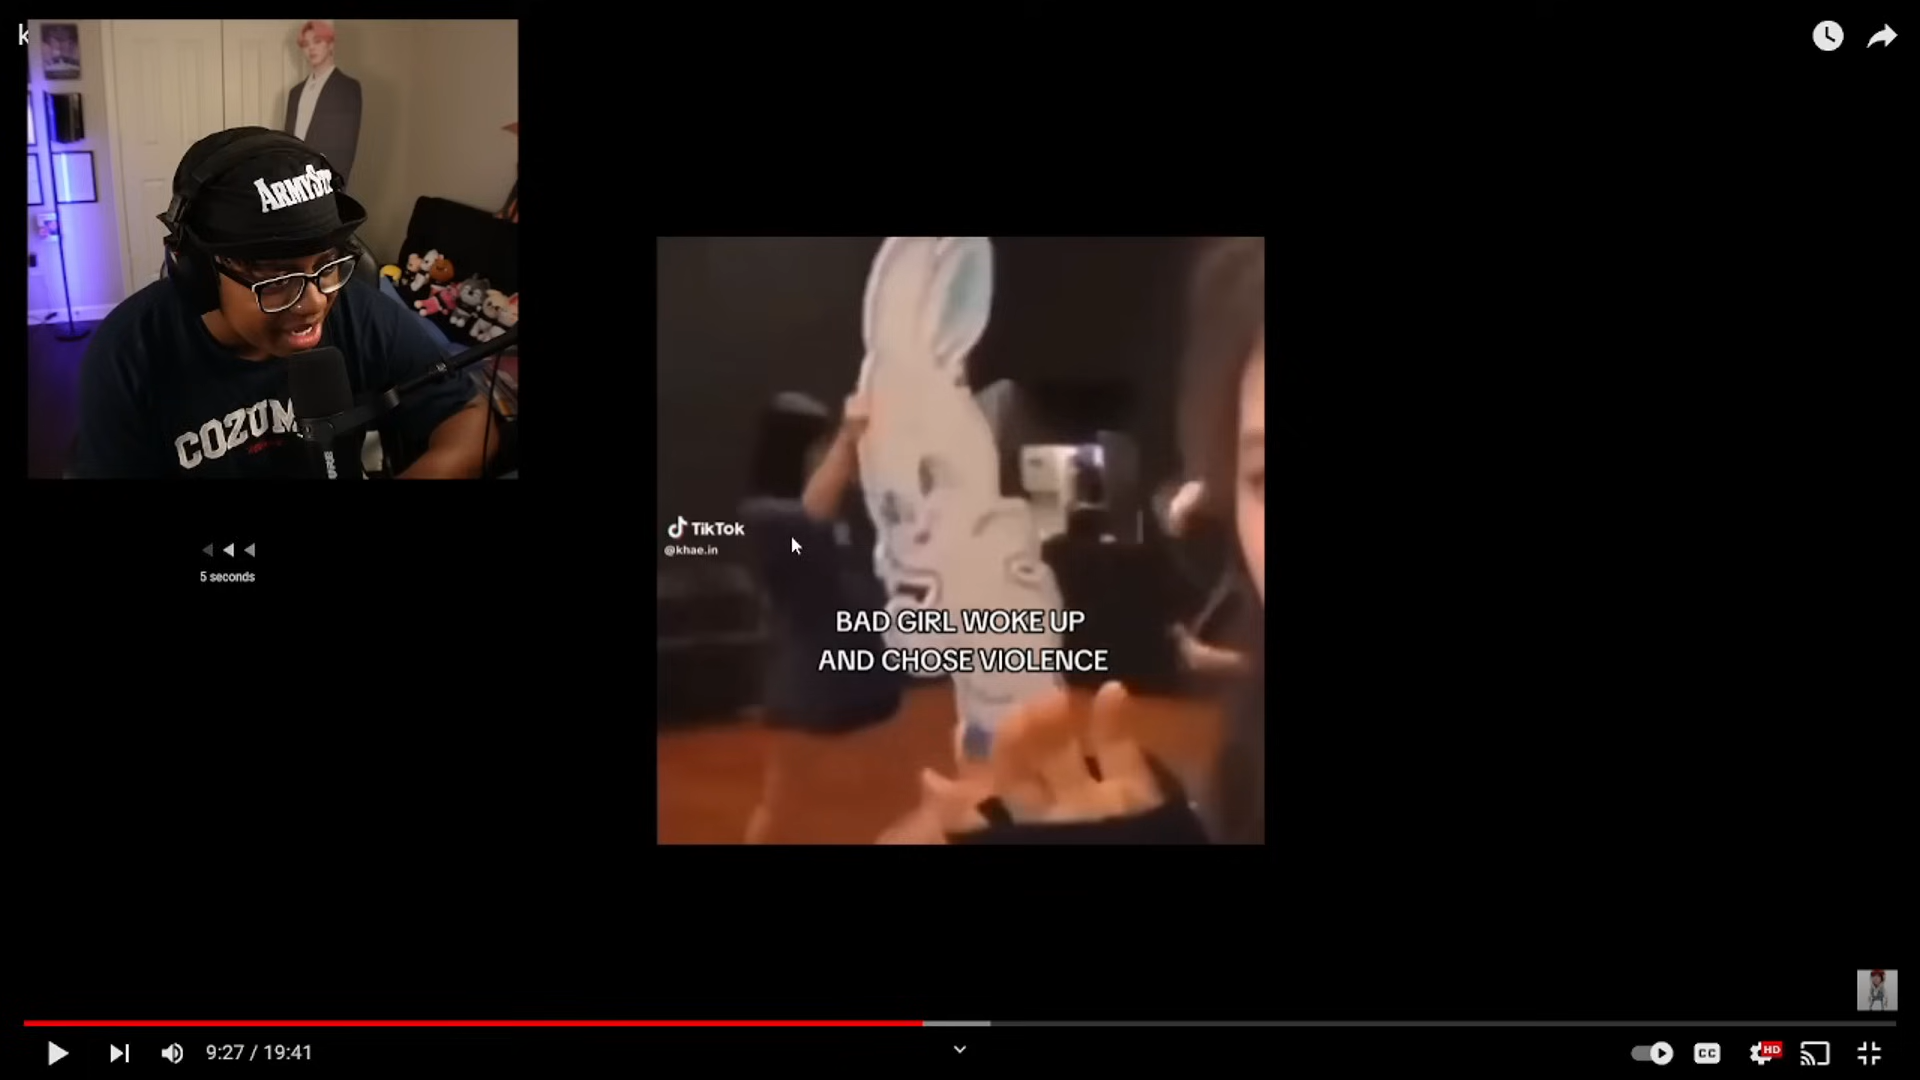 k
ARMYST
COZUM
5 seconds
TikTok
@khae.in
BAD GIRL WOKE UP
AND CHOSE VIOLENCE
9:27 / 19:41
CC
HD